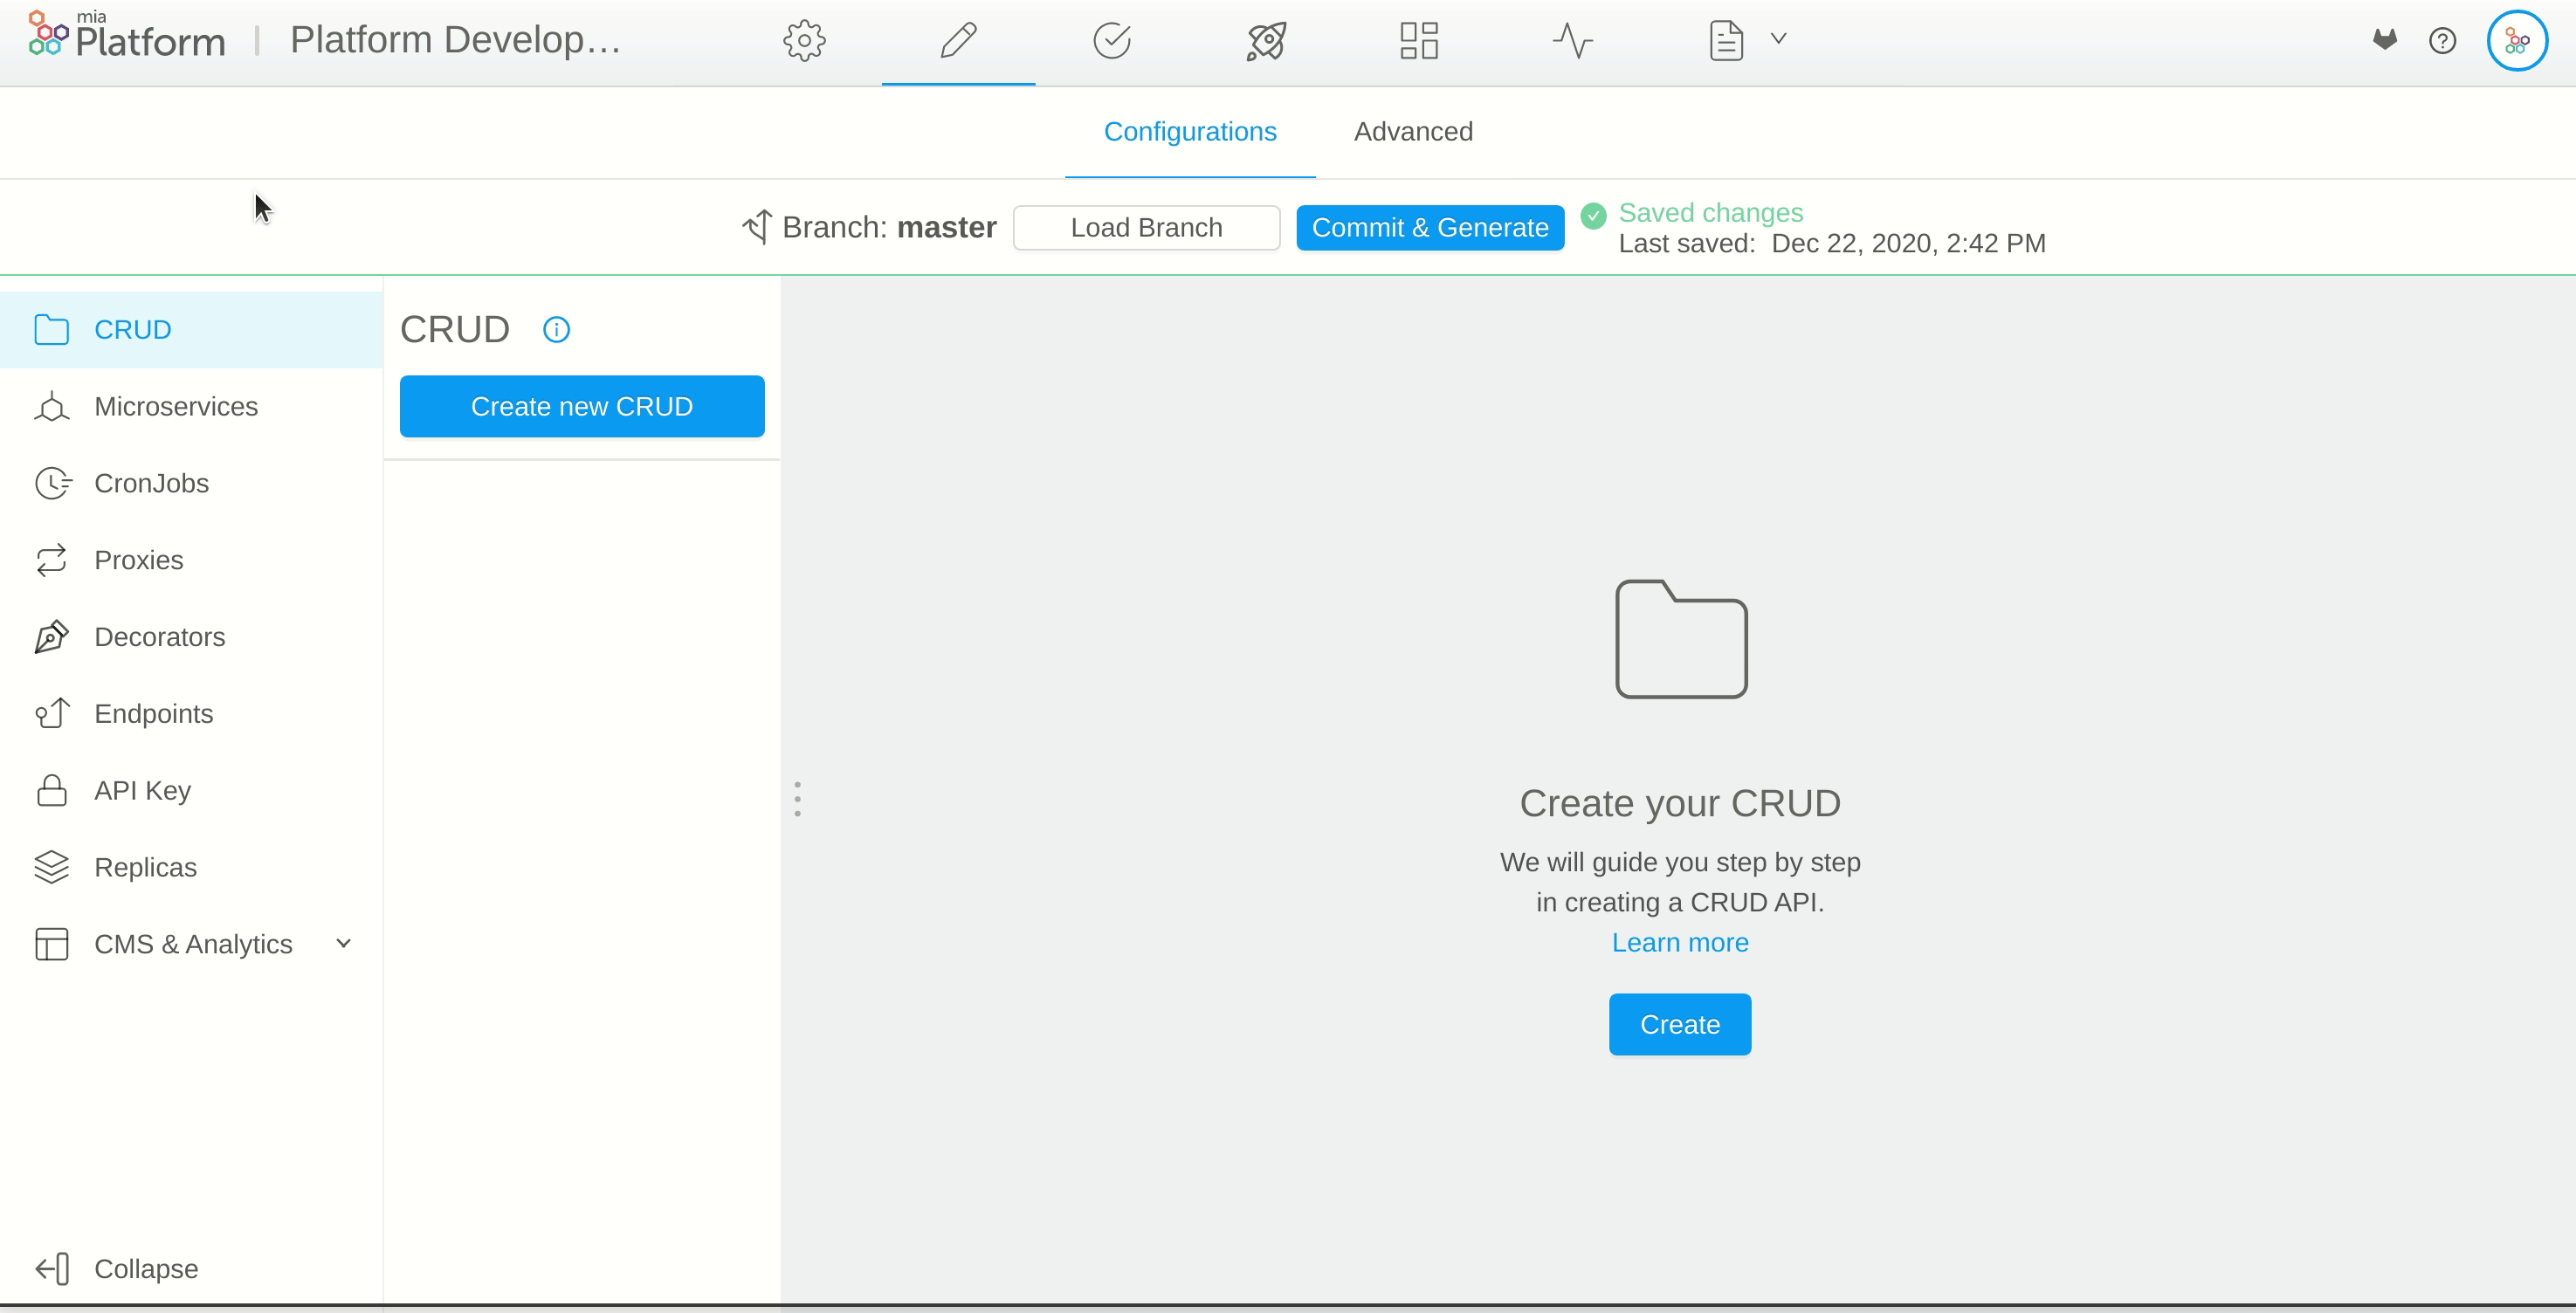 mia
Platform
Platform Develop...
Configurations
Advanced
Branch: master
Load Branch
Commit & Generate
Saved changes
Last saved: Dec 22, 2020, 2:42 PM
CRUD
Microservices
CronJobs
Proxies
Decorators
Endpoints
API Key
Replicas
CMS & Analytics
Collapse
CRUD
Create new CRUD
Create your CRUD
We will guide you step by step
in creating a CRUD API.
Learn more
Create